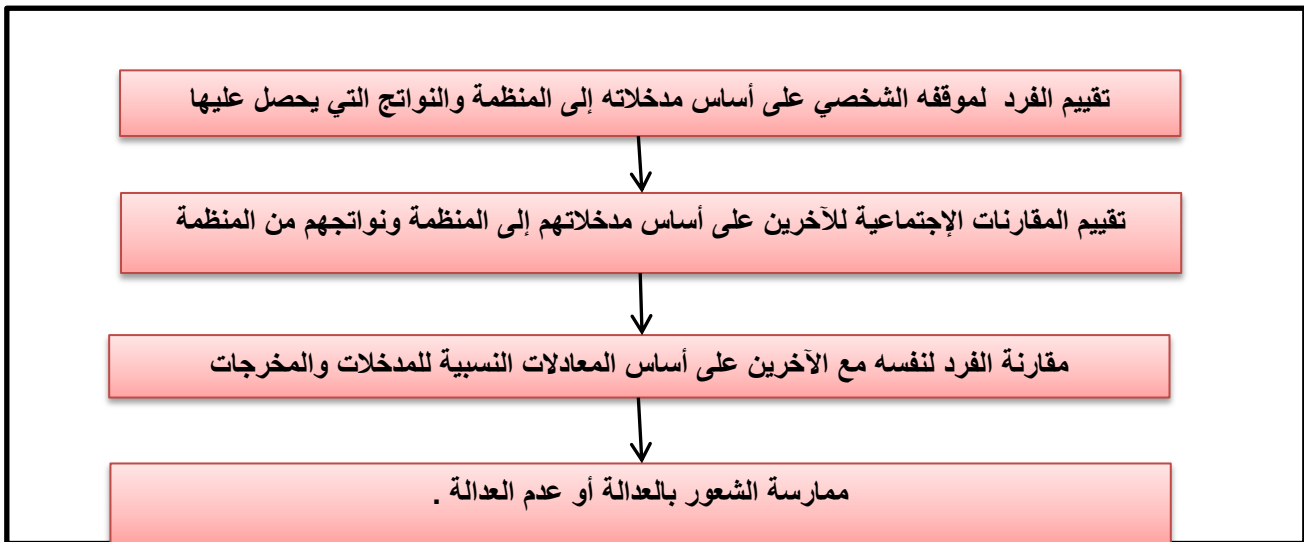 تقييم الفرد لموقفه الشخصي على أساس مدخلاته إلى المنظمة والنواتج التي يحصل عليها
تقييم المقارنات الإجتماعية للآخرين على أساس مدخلاتهم إلى المنظمة ونواتجهم من المنظمة
مقارنة الفرد لنفسه مع الآخرين على أساس المعادلات النسبية للمدخلات والمخرجات
ممارسة الشعور بالعدالة أو عدم العدالة .